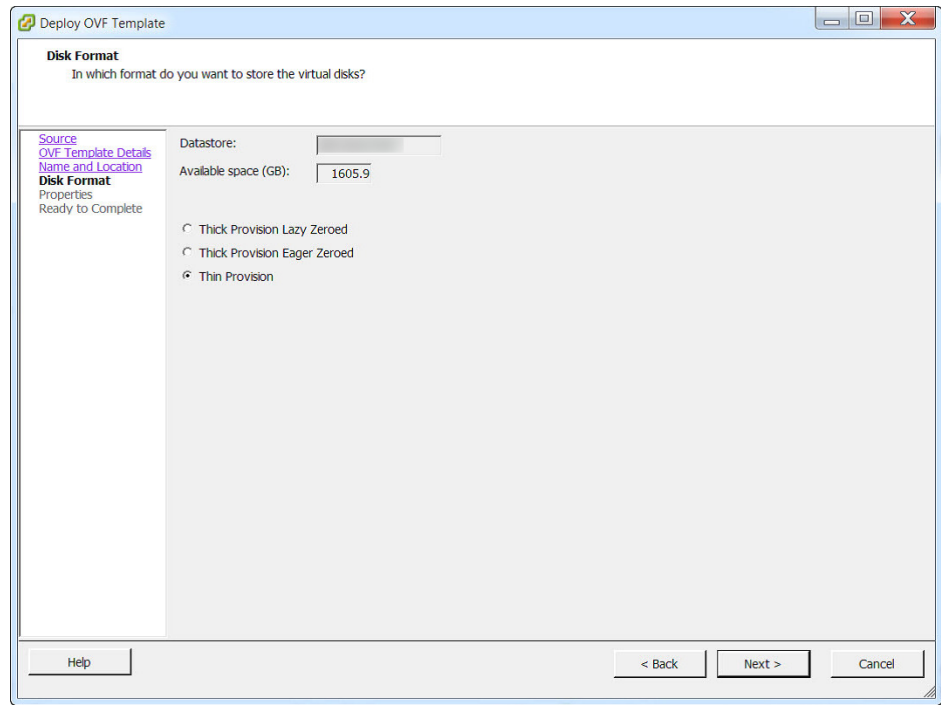 Deploy OVF Template
Disk Format
In which format do you want to store the virtual disks?
Source
OVF Template Details
Name and Location
Disk Format
Properties
Ready to Complete
Datastore:
Available space (GB): 1605.9
Thick Provision Lazy Zeroed
Thick Provision Eager Zeroed
Thin Provision
Help < Back Next > Cancel